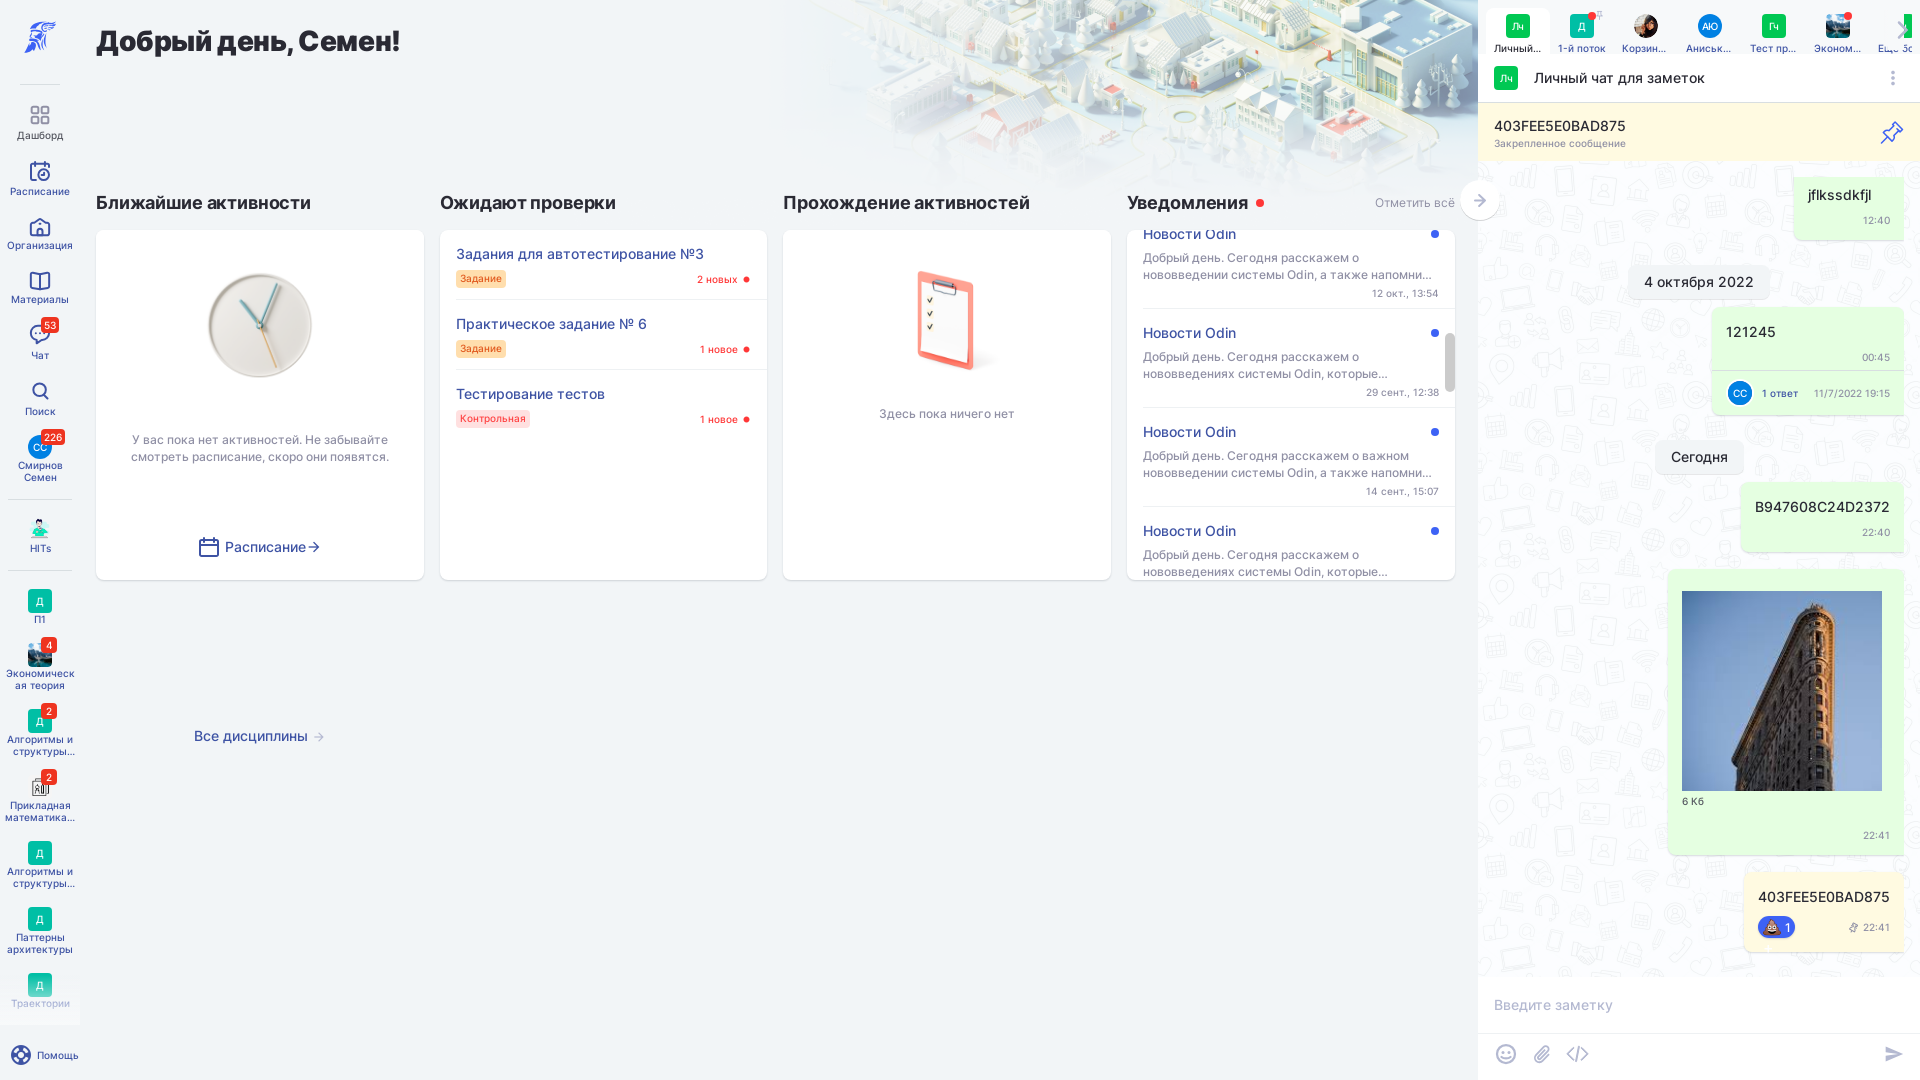 Добрый день, Семен!
Дашборд
Расписание
Организация
Материалы
53
Чат
Поиск
СС
226
Смирнов
Семен
HITs
Д
П1
4
Экономическ
ая теория
Д
2
Алгоритмы и
структуры...
2
Прикладная
математика...
Д
Алгоритмы и
структуры...
Д
Паттерны
архитектуры
Д
Траектории
Помощь
Ближайшие активности
У вас пока нет активностей. Не забывайте
смотреть расписание, скоро они появятся.
Расписание
Все дисциплины
Ожидают проверки
Задания для автотестирование №3
Задание
2 новых
Практическое задание № 6
Задание
1 новое
Тестирование тестов
Контрольная
1 новое
Прохождение активностей
Здесь пока ничего нет
Уведомления
Отметить всё
Новости Odin
Добрый день. Сегодня расскажем о
нововведении системы Odin, а также напомни...
12 окт., 13:54
Новости Odin
Добрый день. Сегодня расскажем о
нововведениях системы Odin, которые...
29 сент., 12:38
Новости Odin
Добрый день. Сегодня расскажем о важном
нововведении системы Odin, а также напомни...
14 сент., 15:07
Новости Odin
Добрый день. Сегодня расскажем о
нововведениях системы Odin, которые...
Лч
Личный...
Д
1-й поток
Корзин...
АЮ
Аниськ...
Гч
Тест пр...
Эконом...
Лч
Личный чат для заметок
403FEE5E0BAD875
Закрепленное сообщение
jflkssdkfjl
12:40
4 октября 2022
121245
00:45
СС
1 ответ
11/7/2022 19:15
Сегодня
B947608C24D2372
22:40
6 Кб
22:41
403FEE5E0BAD875
1
22:41
Введите заметку